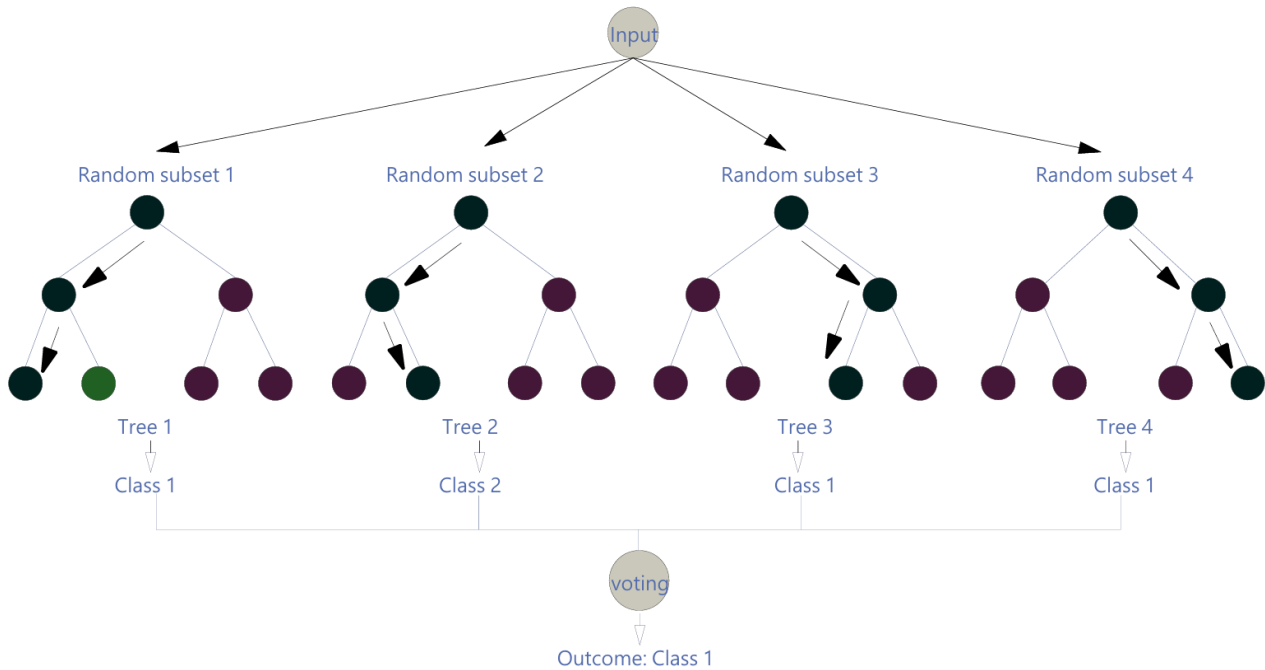 Input
Random subset 1
Random subset 2
Random subset 3
Random subset 4
Tree 1
Tree 2
Tree 3
Tree 4
Class 1
Class 2
Class 1
Class 1
voting
Outcome: Class 1